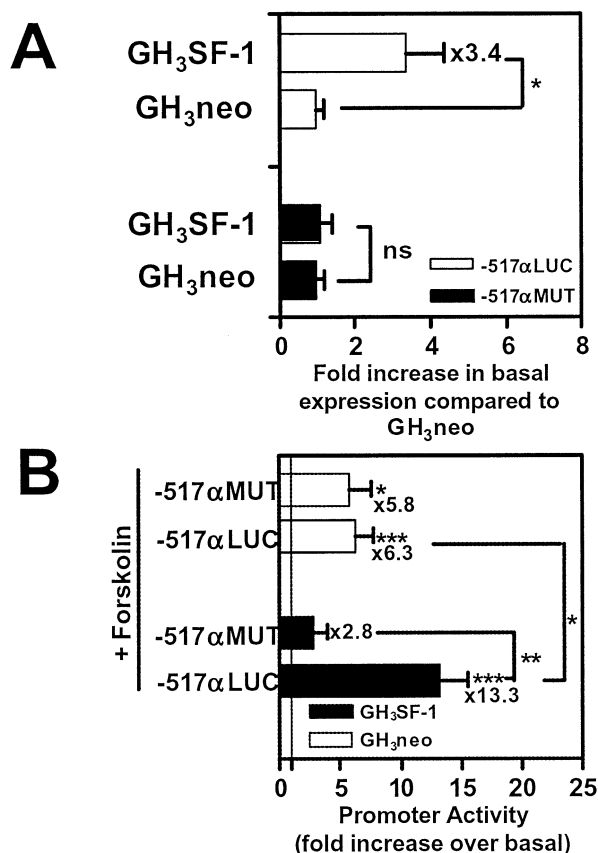 A
GH3SF-1
x3.4
*
GH3neo
GH3SF-1
ns
GH3neo
-517αLUC
-517αMUT
0 2 4 6 8
Fold increase in basal
expression compared to
GH3neo
B
+ Forskolin
-517αMUT
*
x5.8
-517αLUC
***
x6.3
*
-517αMUT
x2.8
**
-517αLUC
***
x13.3
GH3SF-1
GH3neo
0 5 10 15 20 25
Promoter Activity
(fold increase over basal)